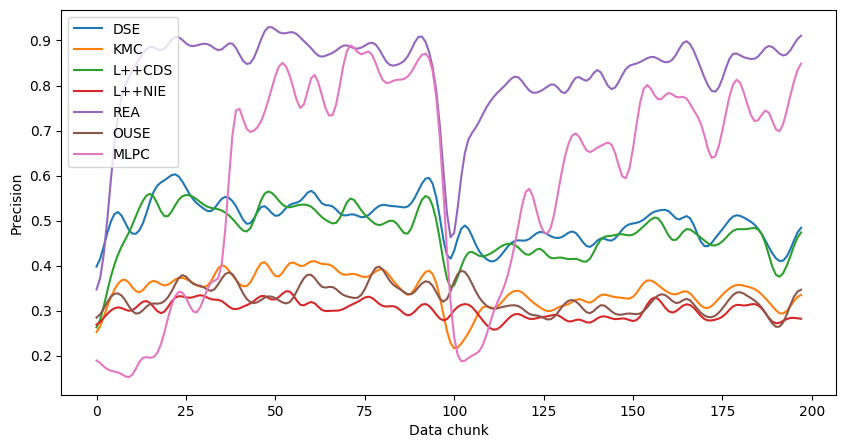 DSE
KMC
L++CDS
L++NIE
REA
OUSE
MLPC
Precision
0.9
0.8
0.7
0.6
0.5
0.4
0.3
0.2
0 25 50 75 100 125 150 175 200
Data chunk